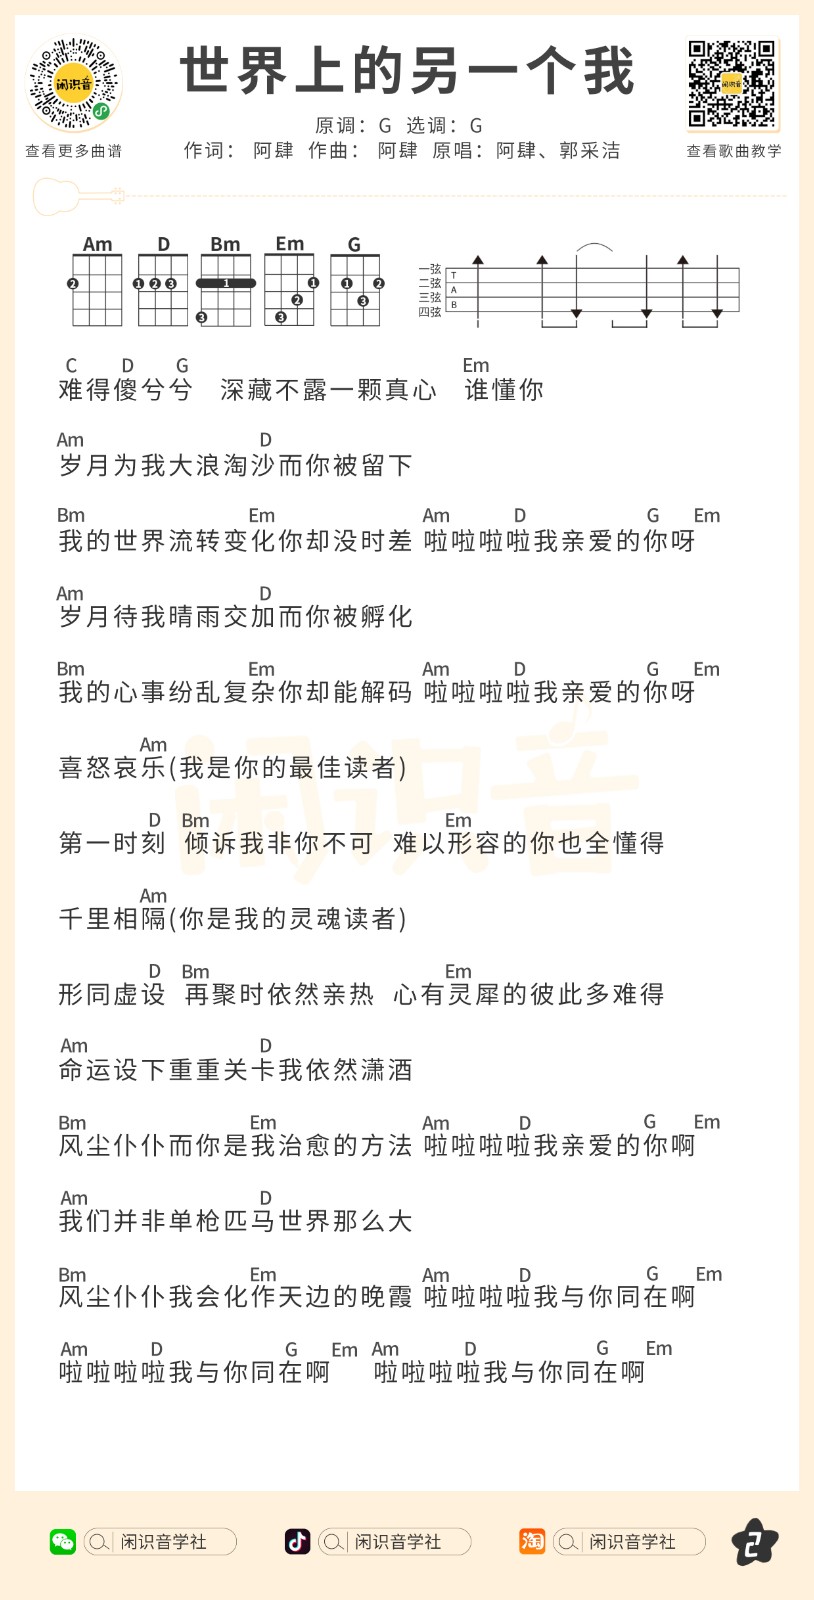 闲识音
世界上的另一个我
闲识音
原调：G 选调：G
查看更多曲谱
作词： 阿肆 作曲： 阿肆 原唱：阿肆、郭采洁
查看歌曲教学
Am D Bm Em G
2
1 2 3
1
3
1
2
3
1 2
3
一弦
二弦
三弦
四弦
T
A
B
C D G Em
难得傻兮兮 深藏不露一颗真心 谁懂你
Am D
岁月为我大浪淘沙而你被留下
Bm Em Am D G Em
我的世界流转变化你却没时差 啦啦啦啦我亲爱的你呀
Am D
岁月待我晴雨交加而你被孵化
Bm Em Am D G Em
我的心事纷乱复杂你却能解码 啦啦啦啦我亲爱的你呀
Am
喜怒哀乐(我是你的最佳读者)
D Bm Em
第一时刻 倾诉我非你不可 难以形容的你也全懂得
闲识音
Am
千里相隔(你是我的灵魂读者)
D Bm Em
形同虚设 再聚时依然亲热 心有灵犀的彼此多难得
Am D
命运设下重重关卡我依然潇洒
Bm Em Am D G Em
风尘仆仆而你是我治愈的方法 啦啦啦啦我亲爱的你啊
Am D
我们并非单枪匹马世界那么大
Bm Em Am D G Em
风尘仆仆我会化作天边的晚霞 啦啦啦啦我与你同在啊
Am D G Em Am D G Em
啦啦啦啦我与你同在啊 啦啦啦啦我与你同在啊
闲识音学社
闲识音学社
淘
闲识音学社
2